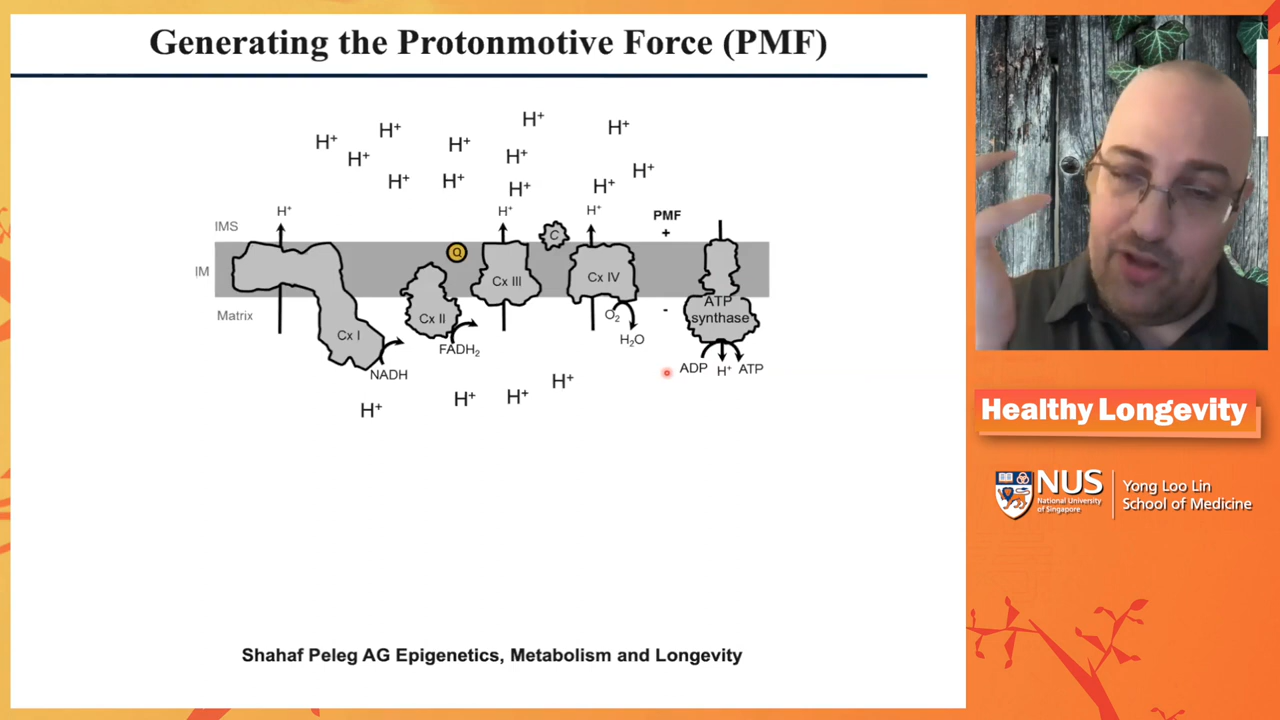 Generating the Protonmotive Force (PMF)
H⁺ H⁺ H⁺ H⁺ H⁺
H⁺ H⁺ H⁺
H⁺ H⁺ H⁺ H⁺
H⁺ H⁺ H⁺ PMF
IMS C +
Q
IM Cx III Cx IV
ATP
Matrix Cx II O₂ - synthase
Cx I FADH₂ H₂O
NADH ADP H⁺ ATP
H⁺ H⁺ H⁺ H⁺
Shahaf Peleg AG Epigenetics, Metabolism and Longevity
Healthy Longevity
NUS
National University
of Singapore
Yong Loo Lin
School of Medicine